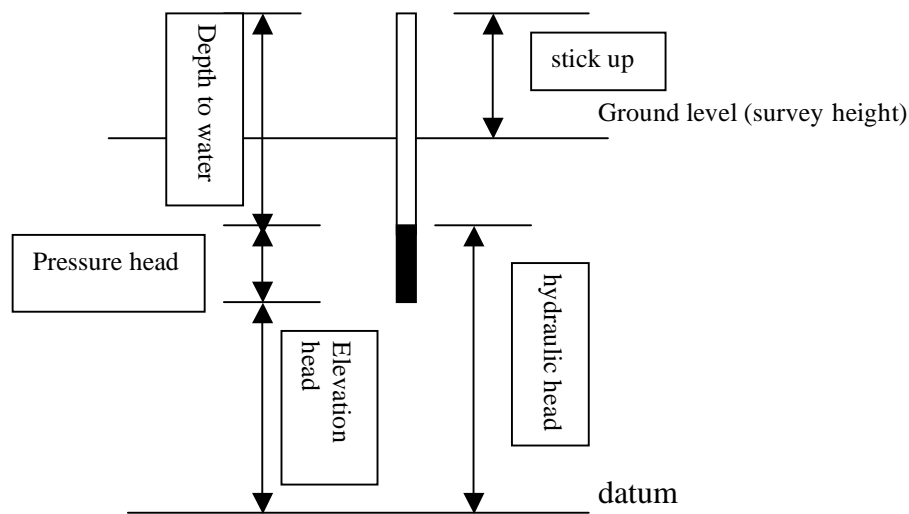 Depth to water
stick up
Ground level (survey height)
Pressure head
Elevation
head
hydraulic head
datum